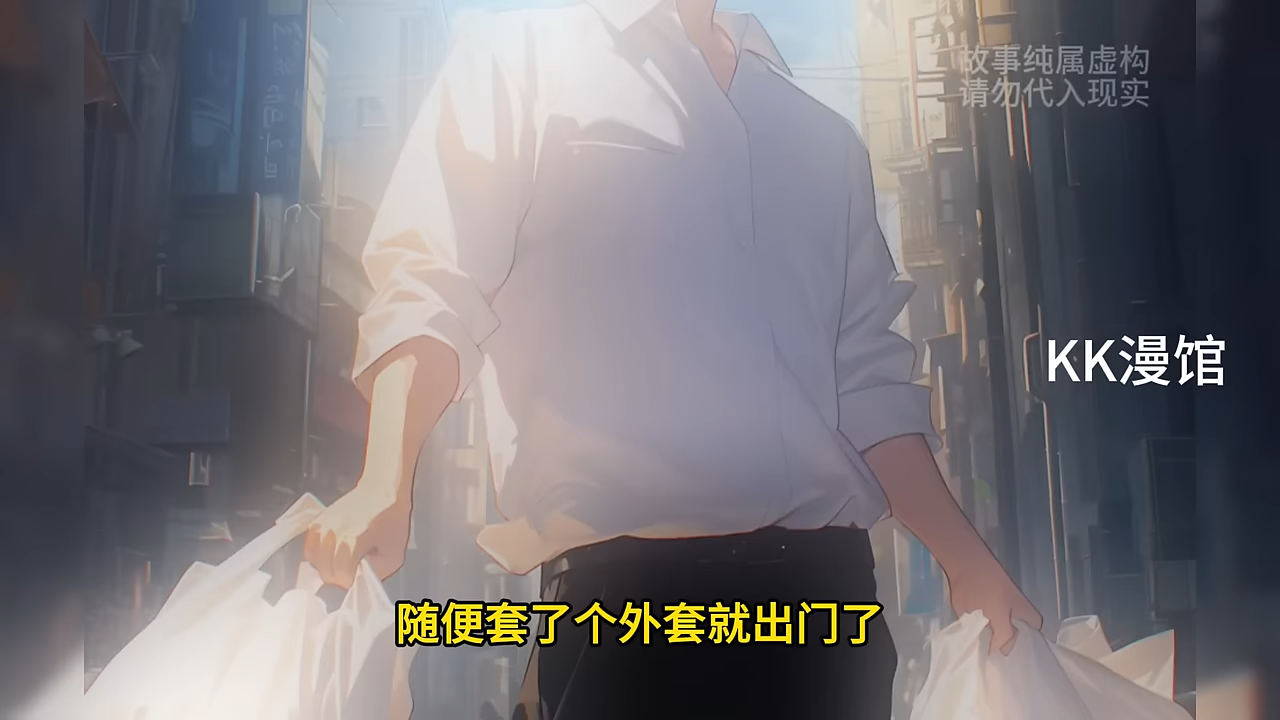 故事纯属虚构
请勿代入现实
KK漫馆
随便套了个外套就出门了